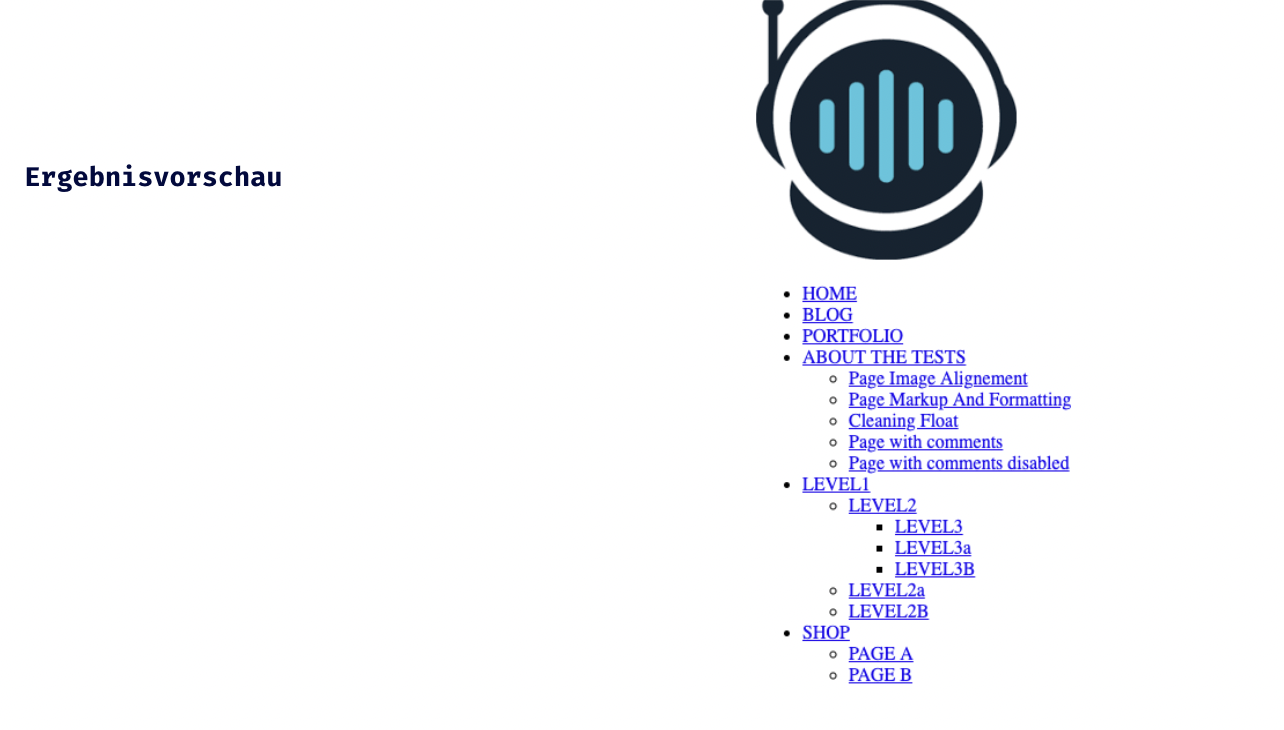 Ergebnisvorschau
HOME
BLOG
PORTFOLIO
ABOUT THE TESTS
Page Image Alignement
Page Markup And Formatting
Cleaning Float
Page with comments
Page with comments disabled
LEVEL1
LEVEL2
LEVEL3
LEVEL3a
LEVEL3B
LEVEL2a
LEVEL2B
SHOP
PAGE A
PAGE B